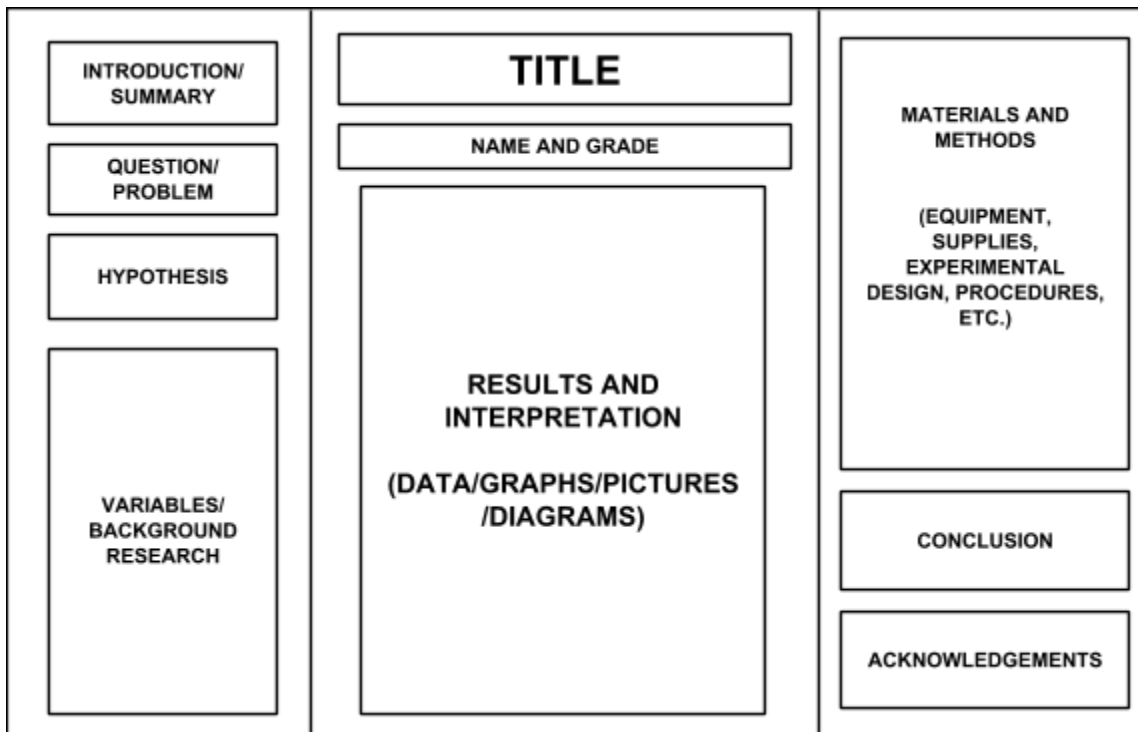 INTRODUCTION/
SUMMARY
QUESTION/
PROBLEM
HYPOTHESIS
VARIABLES/
BACKGROUND
RESEARCH
TITLE
NAME AND GRADE
RESULTS AND
INTERPRETATION
(DATA/GRAPHS/PICTURES
/DIAGRAMS)
MATERIALS AND
METHODS
(EQUIPMENT,
SUPPLIES,
EXPERIMENTAL
DESIGN, PROCEDURES,
ETC.)
CONCLUSION
ACKNOWLEDGEMENTS